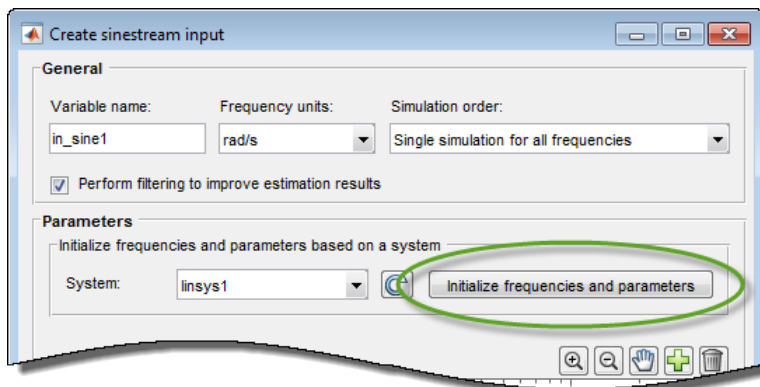 Create sinestream input
General
Variable name: Frequency units: Simulation order:
in_sine1 rad/s Single simulation for all frequencies
Perform filtering to improve estimation results
Parameters
Initialize frequencies and parameters based on a system
System: linsys1 Initialize frequencies and parameters